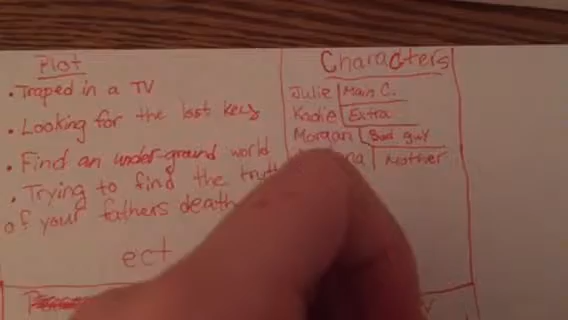 Plot
• Traped in a TV
• Looking for the lost keys
• Find an under-ground world
• Trying to find the truth
of your fathers death
ect
Characters
Julie Main C.
Kadie Extra
Morgan Bad guy
Mother